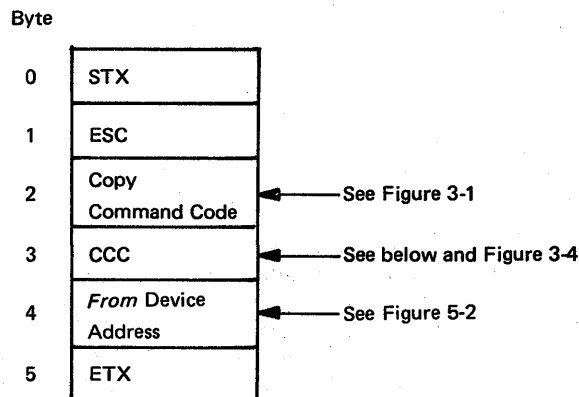 Byte
0 STX
1 ESC
2 Copy
Command Code See Figure 3-1
3 CCC See below and Figure 3-4
4 From Device
Address See Figure 5-2
5 ETX